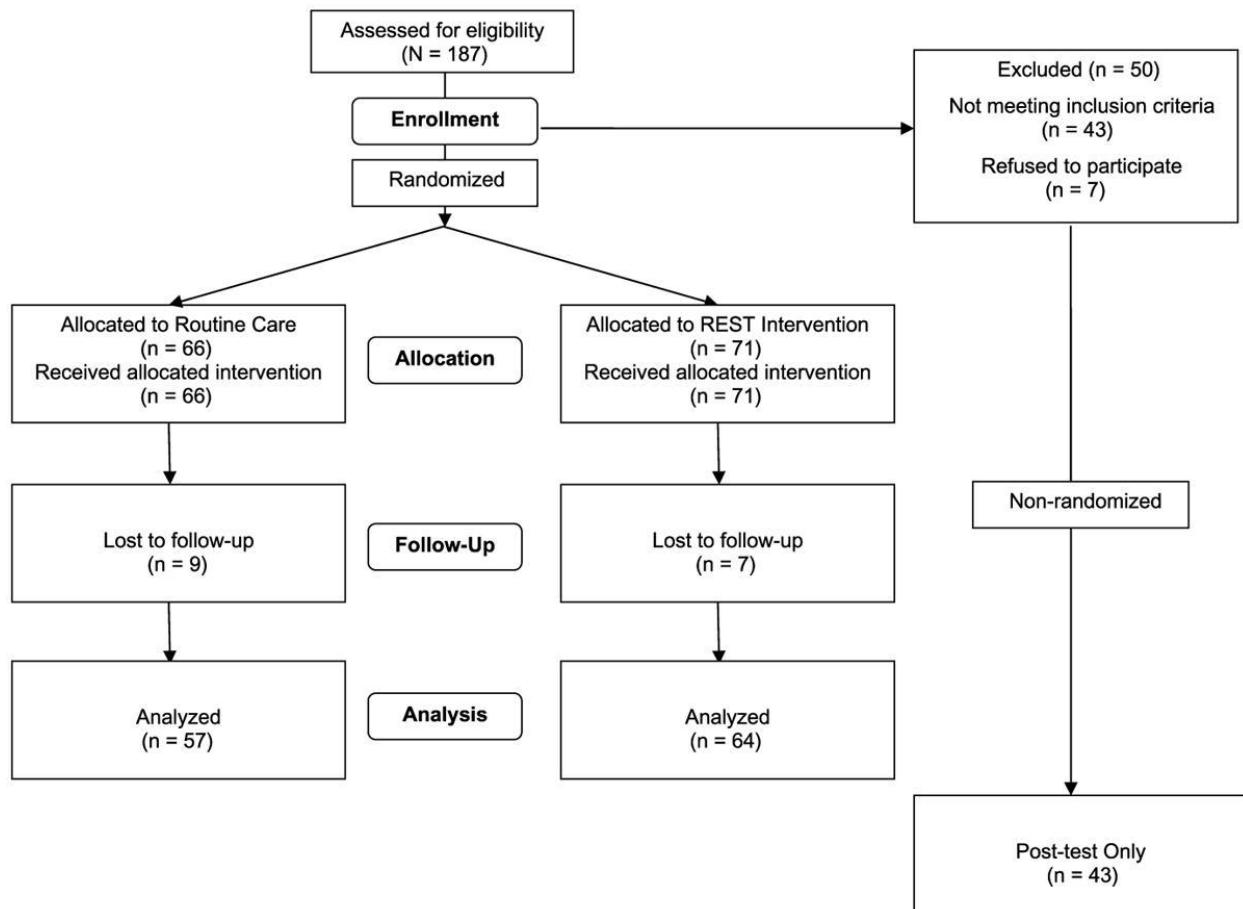 Assessed for eligibility
(N = 187)
Enrollment
Randomized
Excluded (n = 50)
Not meeting inclusion criteria
(n = 43)
Refused to participate
(n = 7)
Allocated to Routine Care
(n = 66)
Received allocated intervention
(n = 66)
Allocation
Allocated to REST Intervention
(n = 71)
Received allocated intervention
(n = 71)
Non-randomized
Lost to follow-up
(n = 9)
Follow-Up
Lost to follow-up
(n = 7)
Analyzed
(n = 57)
Analysis
Analyzed
(n = 64)
Post-test Only
(n = 43)